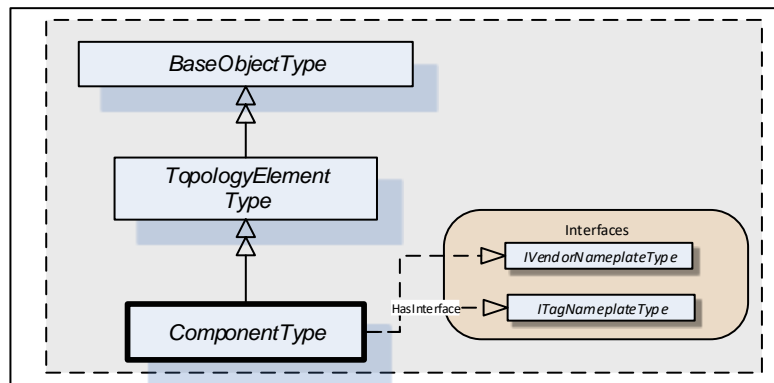 BaseObjectType
TopologyElement
Type
Interfaces
IVendorNameplateType
HasInterface
ITagNameplateType
ComponentType